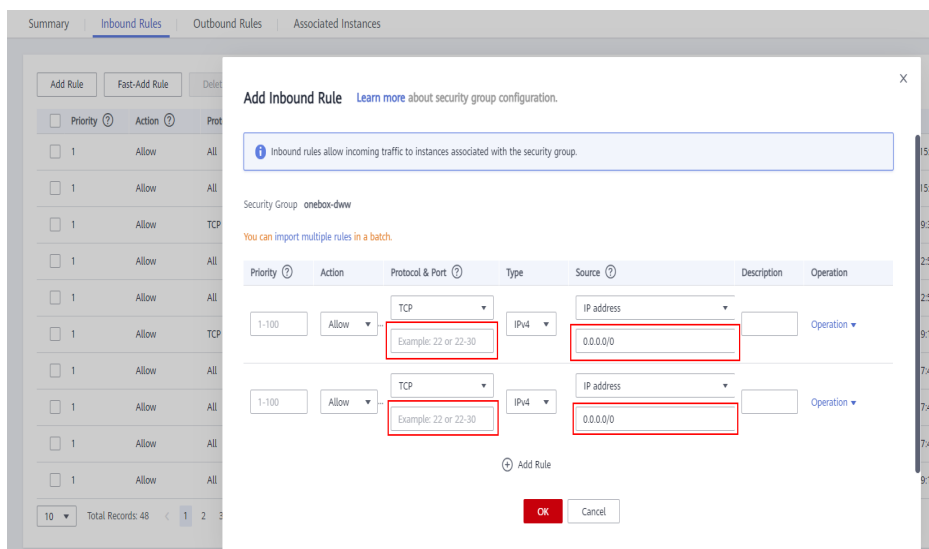 Summary Inbound Rules Outbound Rules Associated Instances
Add Rule Fast-Add Rule Delet
Add Inbound Rule Learn more about security group configuration. X
Priority ? Action ? Prot
1 Allow All
i Inbound rules allow incoming traffic to instances associated with the security group.
1 Allow All
Security Group onebox-dww
1 Allow TCP
You can import multiple rules in a batch.
1 Allow All
Priority ? Action Protocol & Port ? Type Source ? Description Operation
1 Allow All
TCP IP address
1-100 Allow ... IPv4 Operation
1 Allow TCP
Example: 22 or 22-30 0.0.0.0/0
1 Allow All
TCP IP address
1-100 Allow ... IPv4 Operation
1 Allow All
Example: 22 or 22-30 0.0.0.0/0
1 Allow All
+ Add Rule
1 Allow All
10 Total Records: 48 < 1 2 3
OK Cancel